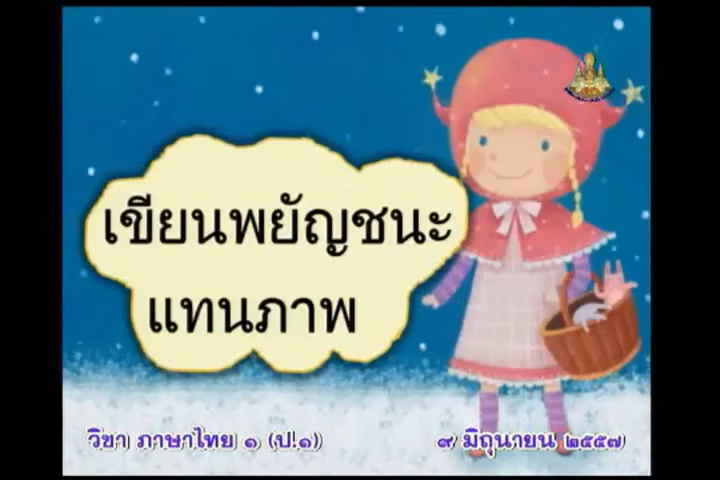 เขียนพยัญชนะ
แทนภาพ
วิชา ภาษาไทย ๑ (ป.๑)
๙ มิถุนายน ๒๕๕๗